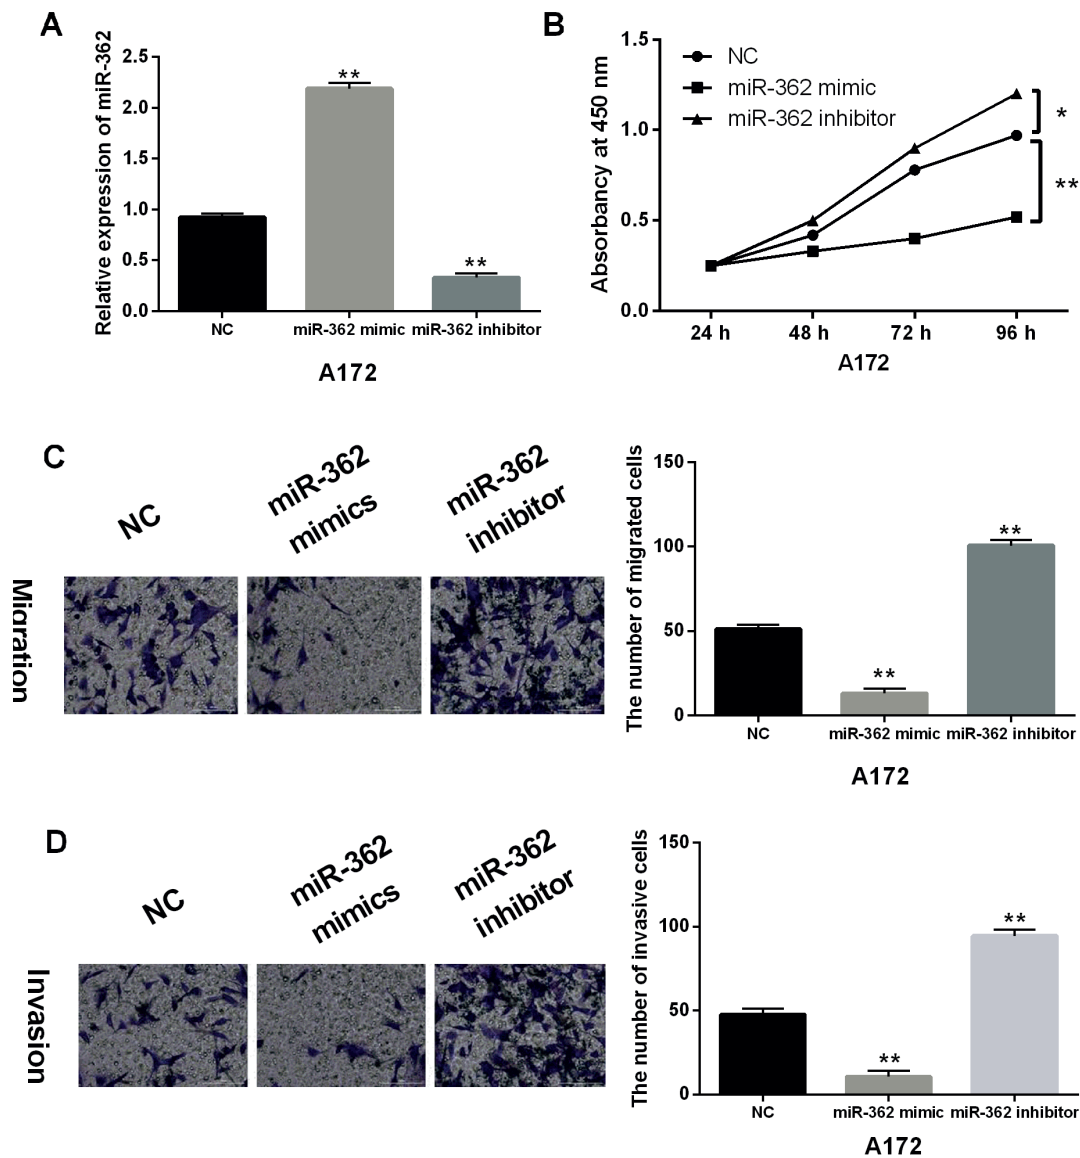 A
Relative expression of miR-362
2.5
2.0
1.5
1.0
0.5
0.0
**
**
NC
miR-362 mimic
miR-362 inhibitor
A172
B
Absorbancy at 450 nm
1.5
1.0
0.5
0.0
NC
miR-362 mimic
miR-362 inhibitor
*
**
24 h
48 h
72 h
96 h
A172
C
NC
miR-362
mimics
miR-362
inhibitor
Migration
The number of migrated cells
150
100
50
0
**
**
NC
miR-362 mimic
miR-362 inhibitor
A172
D
NC
miR-362
mimics
miR-362
inhibitor
Invasion
The number of invasive cells
150
100
50
0
**
**
NC
miR-362 mimic
miR-362 inhibitor
A172